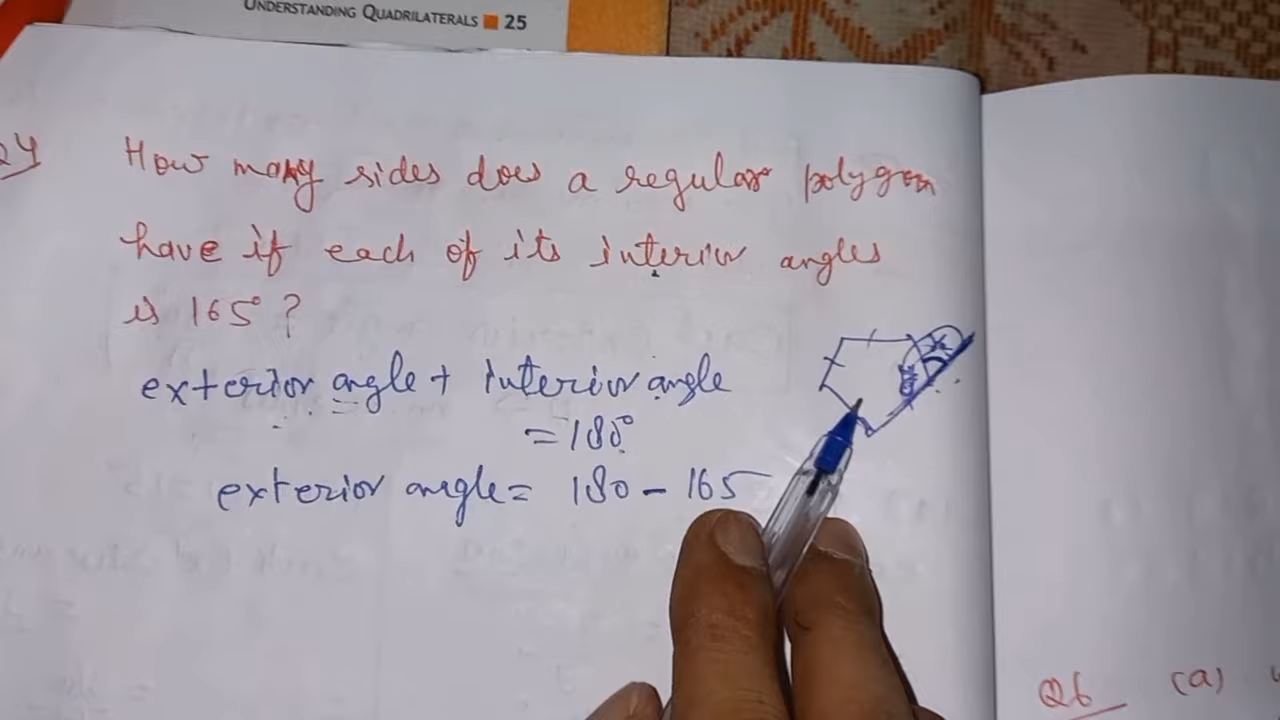 UNDERSTANDING QUADRILATERALS 25
How many sides does a regular polygon
have if each of its interior angles
is 165° ?
exterior angle + interior angle
= 180°
exterior angle = 180 - 165
Q6 (a)